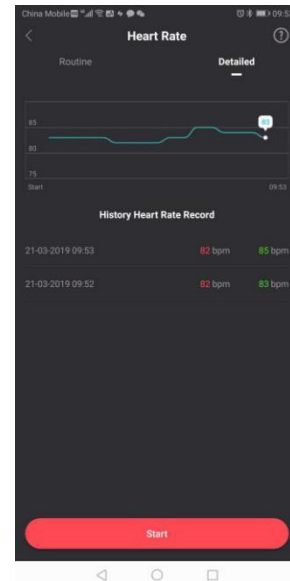 China Mobile 09:5
Heart Rate ?
Routine Detailed
85
83
80
75
Start 09:53
History Heart Rate Record
21-03-2019 09:53 82 bpm 85 bpm
21-03-2019 09:52 82 bpm 83 bpm
Start